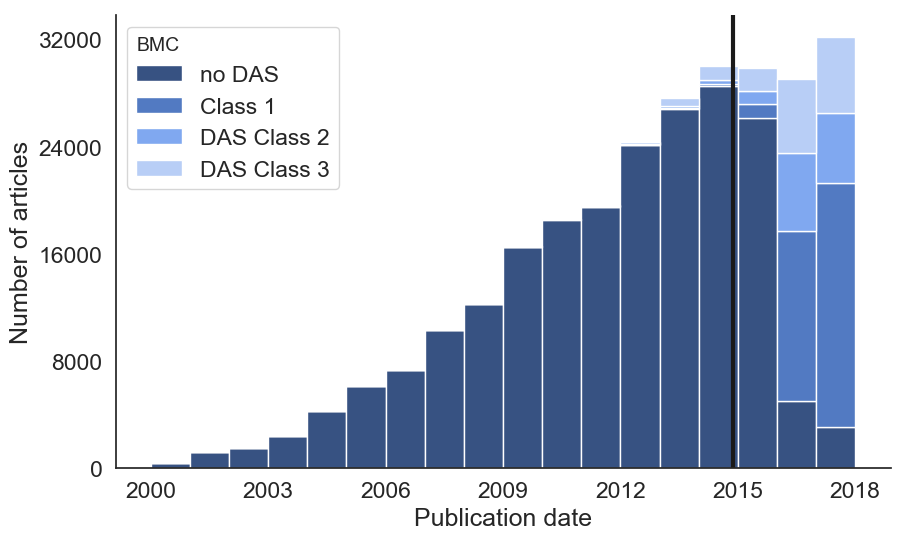 BMC
no DAS
Class 1
DAS Class 2
DAS Class 3
Number of articles
32000
24000
16000
8000
0
2000 2003 2006 2009 2012 2015 2018
Publication date